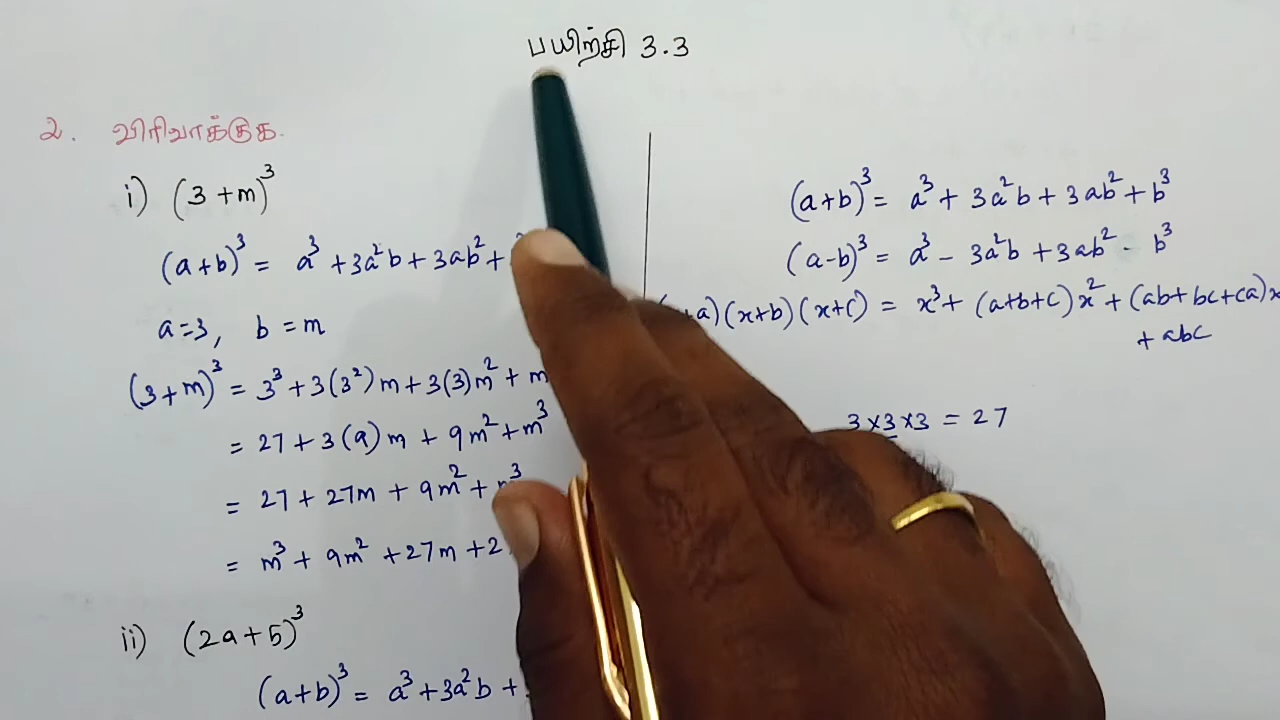 பயிற்சி 3.3
2. விரிவாக்குக.
i) (3+m)³
(a+b)³ = a³ + 3a²b + 3ab² +
a=3, b=m
(3+m)³ = 3³ + 3(3²)m + 3(3)m² + m
= 27 + 3(9)m + 9m² + m³
= 27 + 27m + 9m² + m³
= m³ + 9m² + 27m + 2
ii) (2a+5)³
(a+b)³ = a³ + 3a²b +
(a+b)³ = a³ + 3a²b + 3ab² + b³
(a-b)³ = a³ - 3a²b + 3ab² - b³
+a)(x+b)(x+c) = x³ + (a+b+c)x² + (ab+bc+ca)x
+ abc
3×3×3 = 27